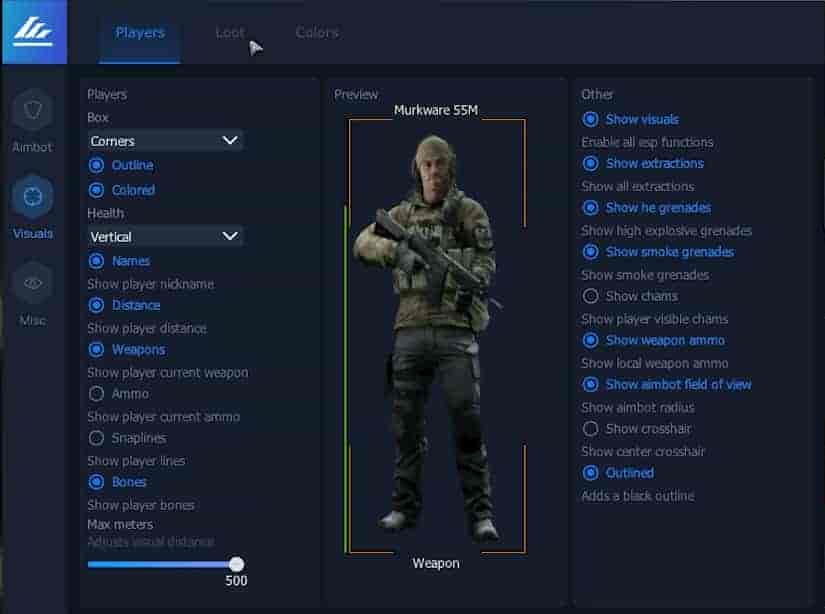 Players
Loot
Colors
Aimbot
Visuals
Misc
Players
Box
Corners
Outline
Colored
Health
Vertical
Names
Show player nickname
Distance
Show player distance
Weapons
Show player current weapon
Ammo
Show player current ammo
Snaplines
Show player lines
Bones
Show player bones
Max meters
Adjusts visual distance
500
Preview
Murkware 55M
Weapon
Other
Show visuals
Enable all esp functions
Show extractions
Show all extractions
Show he grenades
Show high explosive grenades
Show smoke grenades
Show smoke grenades
Show chams
Show player visible chams
Show weapon ammo
Show local weapon ammo
Show aimbot field of view
Show aimbot radius
Show crosshair
Show center crosshair
Outlined
Adds a black outline